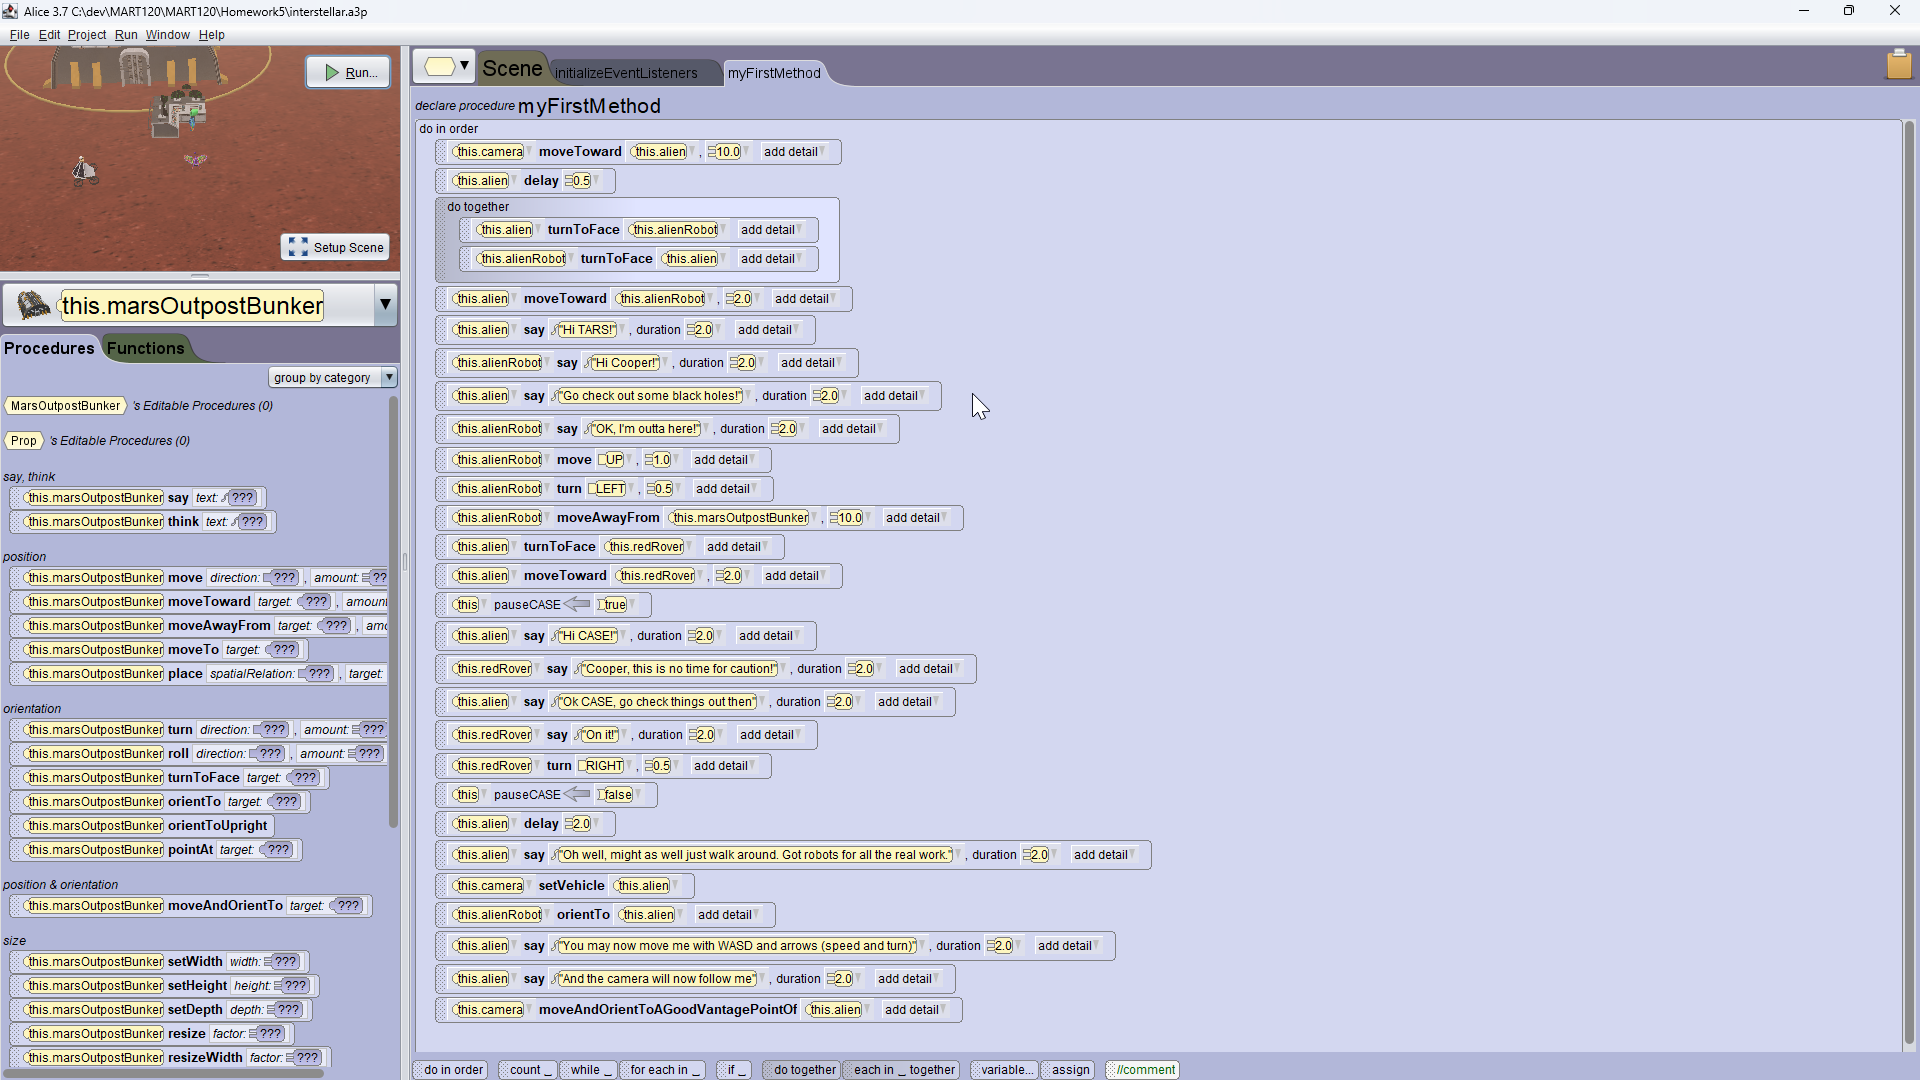 Alice 3.7 C:\dev\MART120\MART120\Homework5\interstellar.a3p
File Edit Project Run Window Help
Run...
Setup Scene
this.marsOutpostBunker
Procedures Functions
group by category
MarsOutpostBunker 's Editable Procedures (0)
Prop 's Editable Procedures (0)
say, think
this.marsOutpostBunker say text: ???
this.marsOutpostBunker think text: ???
position
this.marsOutpostBunker move direction: ??? , amount: ??
this.marsOutpostBunker moveToward target: ??? , amount
this.marsOutpostBunker moveAwayFrom target: ??? , amo
this.marsOutpostBunker moveTo target: ???
this.marsOutpostBunker place spatialRelation: ??? , target:
orientation
this.marsOutpostBunker turn direction: ??? , amount: ???
this.marsOutpostBunker roll direction: ??? , amount: ???
this.marsOutpostBunker turnToFace target: ???
this.marsOutpostBunker orientTo target: ???
this.marsOutpostBunker orientToUpright
this.marsOutpostBunker pointAt target: ???
position & orientation
this.marsOutpostBunker moveAndOrientTo target: ???
size
this.marsOutpostBunker setWidth width: ???
this.marsOutpostBunker setHeight height: ???
this.marsOutpostBunker setDepth depth: ???
this.marsOutpostBunker resize factor: ???
this.marsOutpostBunker resizeWidth factor: ???
Scene initializeEventListeners myFirstMethod
declare procedure myFirstMethod
do in order
this.camera moveToward this.alien , 10.0 add detail
this.alien delay 0.5
do together
this.alien turnToFace this.alienRobot add detail
this.alienRobot turnToFace this.alien add detail
this.alien moveToward this.alienRobot , 2.0 add detail
this.alien say "Hi TARS!" , duration 2.0 add detail
this.alienRobot say "Hi Cooper!" , duration 2.0 add detail
this.alien say "Go check out some black holes!" , duration 2.0 add detail
this.alienRobot say "OK, I'm outta here!" , duration 2.0 add detail
this.alienRobot move UP , 1.0 add detail
this.alienRobot turn LEFT , 0.5 add detail
this.alienRobot moveAwayFrom this.marsOutpostBunker , 10.0 add detail
this.alien turnToFace this.redRover add detail
this.alien moveToward this.redRover , 2.0 add detail
this pauseCASE true
this.alien say "Hi CASE!" , duration 2.0 add detail
this.redRover say "Cooper, this is no time for caution!" , duration 2.0 add detail
this.alien say "Ok CASE, go check things out then" , duration 2.0 add detail
this.redRover say "On it!" , duration 2.0 add detail
this.redRover turn RIGHT , 0.5 add detail
this pauseCASE false
this.alien delay 2.0
this.alien say "Oh well, might as well just walk around. Got robots for all the real work." , duration 2.0 add detail
this.camera setVehicle this.alien
this.alienRobot orientTo this.alien add detail
this.alien say "You may now move me with WASD and arrows (speed and turn)" , duration 2.0 add detail
this.alien say "And the camera will now follow me" , duration 2.0 add detail
this.camera moveAndOrientToAGoodVantagePointOf this.alien add detail
do in order count _ while _ for each in _ if _ do together each in _ together variable... assign //comment